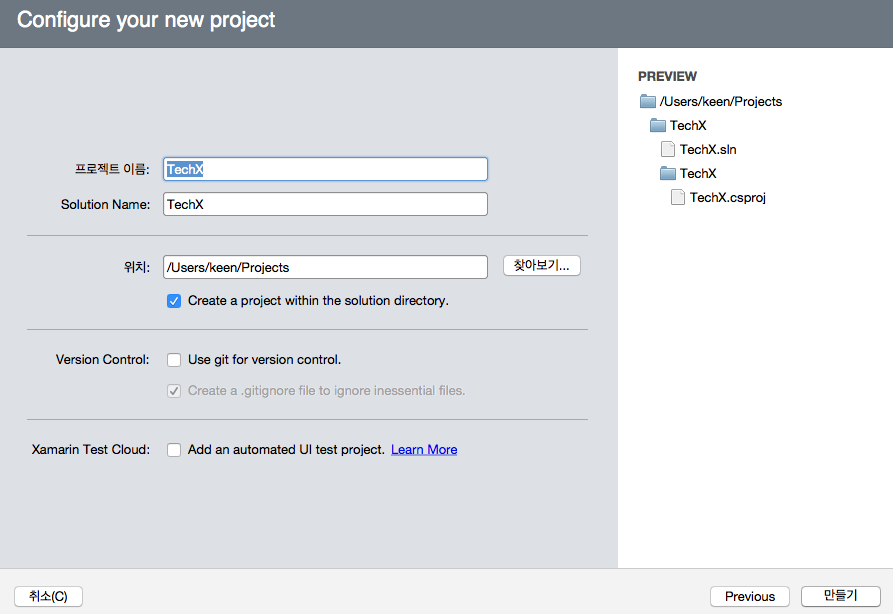 Configure your new project
프로젝트 이름: TechX
Solution Name: TechX
위치: /Users/keen/Projects 찾아보기...
Create a project within the solution directory.
Version Control: Use git for version control.
Create a .gitignore file to ignore inessential files.
Xamarin Test Cloud: Add an automated UI test project. Learn More
PREVIEW
/Users/keen/Projects
TechX
TechX.sln
TechX
TechX.csproj
취소(C) Previous 만들기